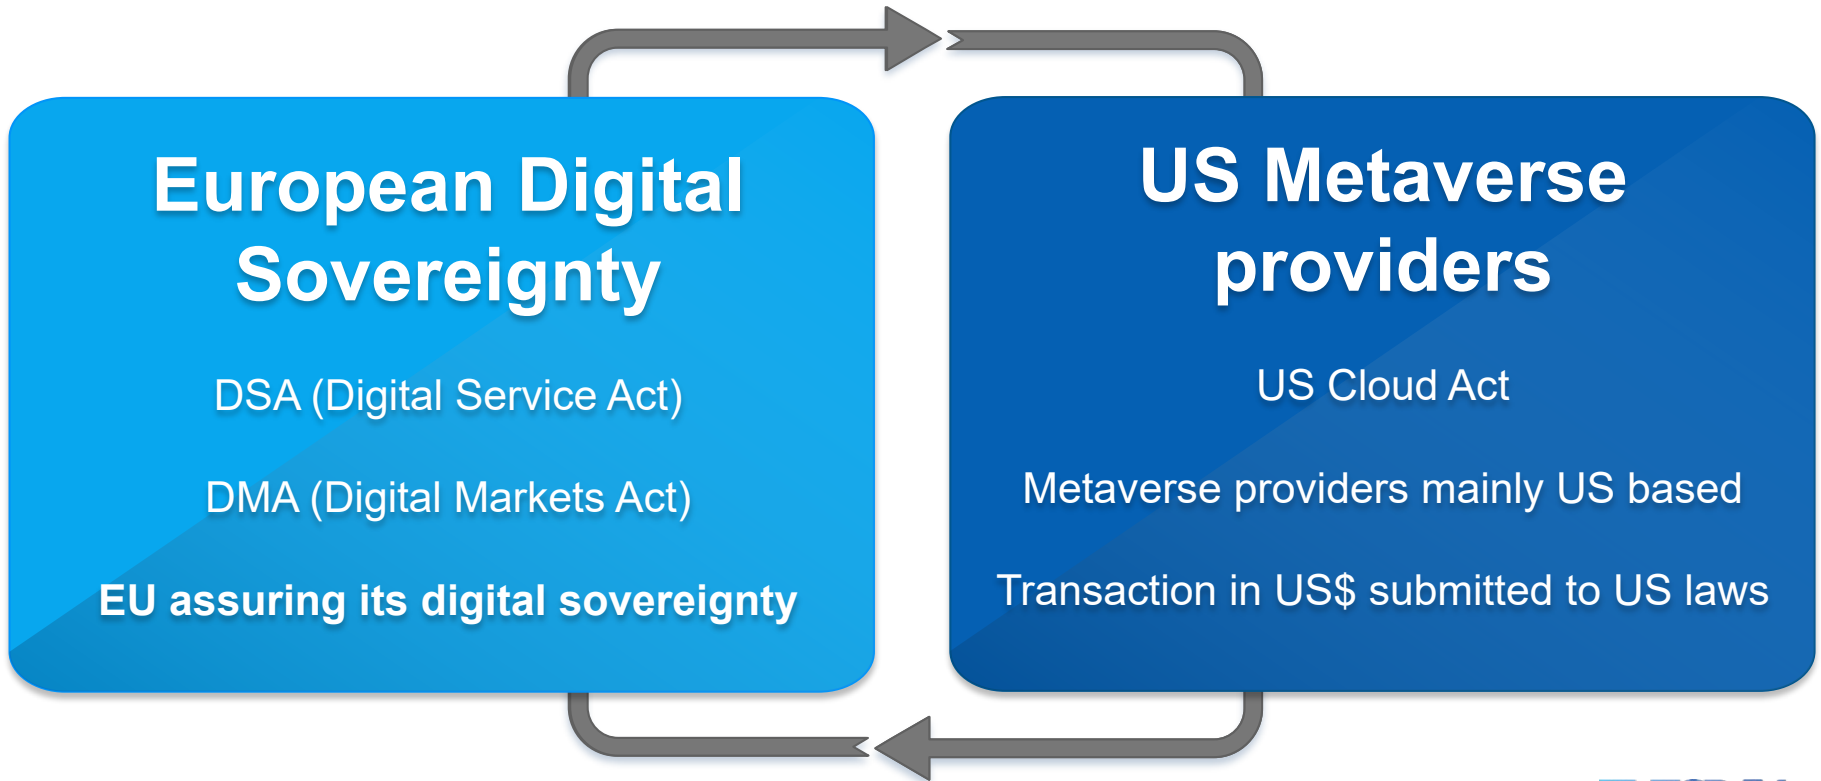 European Digital
Sovereignty
DSA (Digital Service Act)
DMA (Digital Markets Act)
EU assuring its digital sovereignty
US Metaverse
providers
US Cloud Act
Metaverse providers mainly US based
Transaction in US$ submitted to US laws